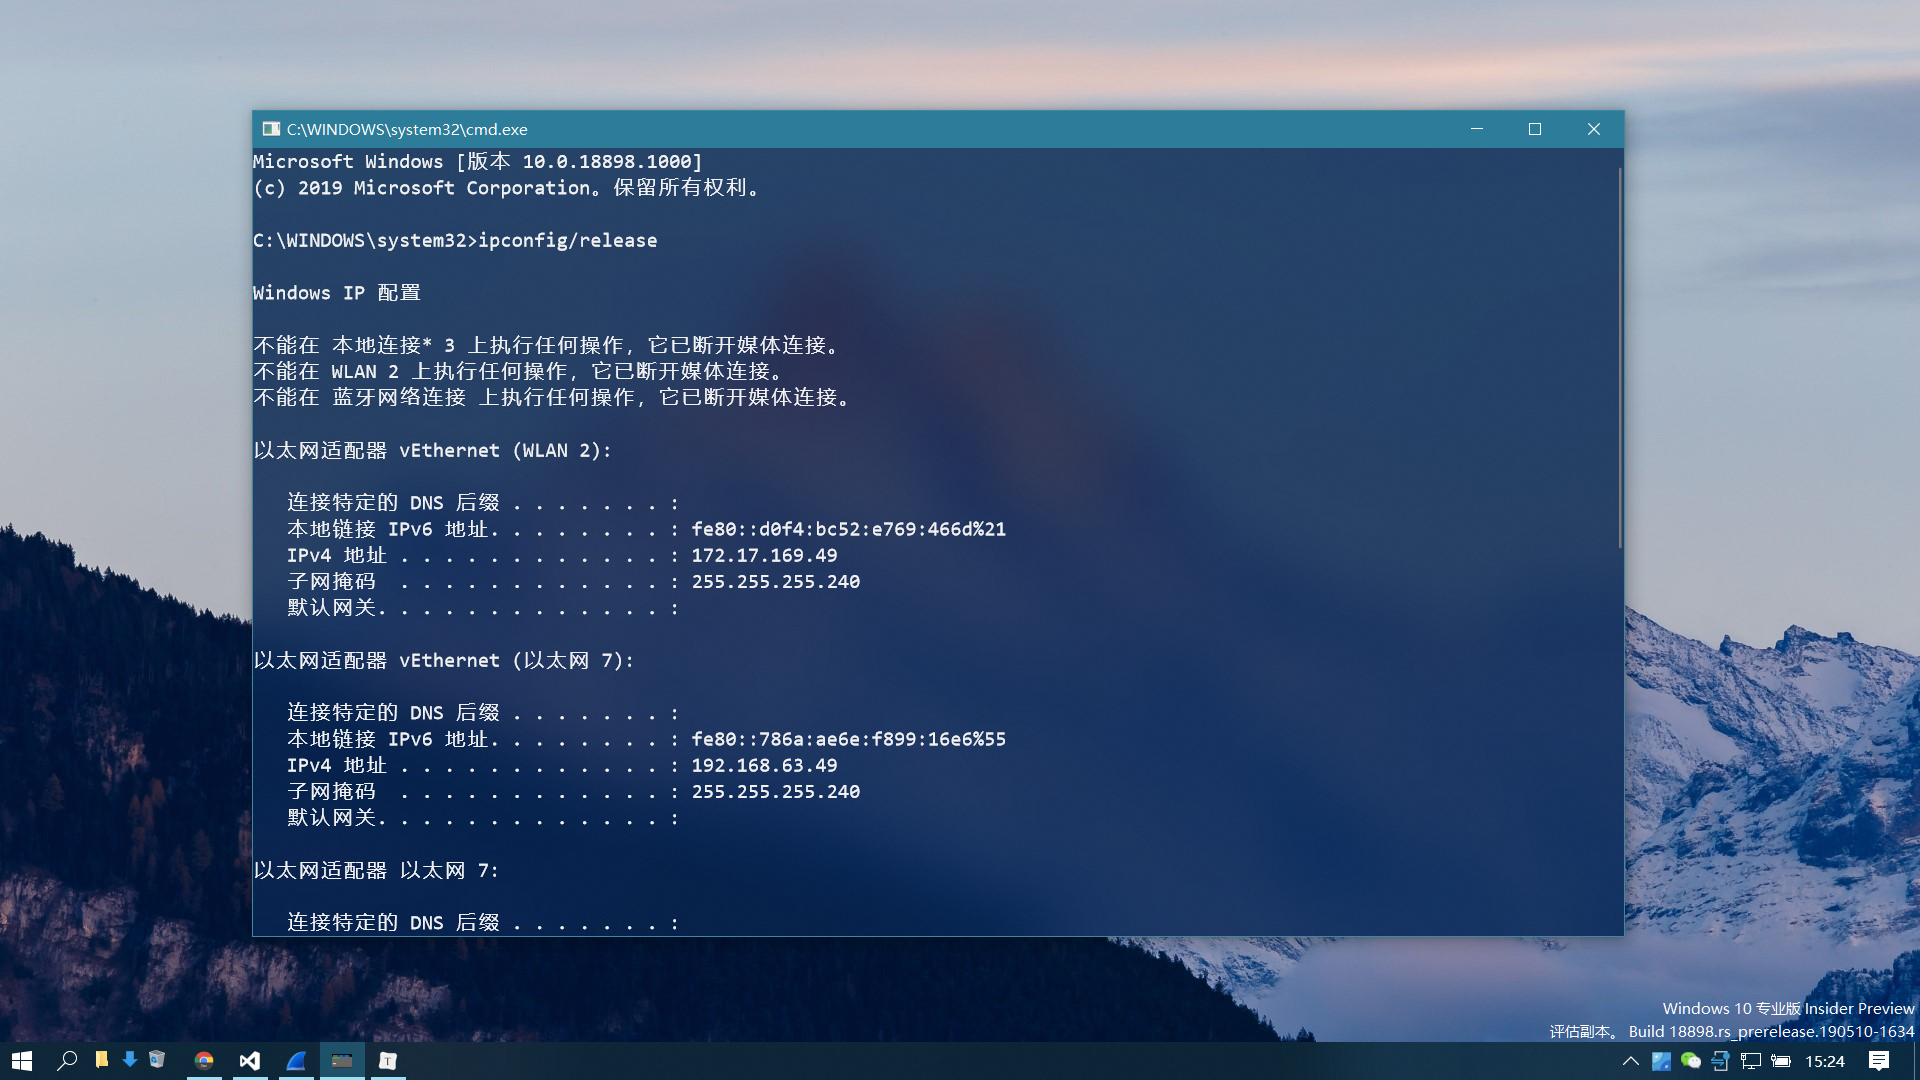 C:\WINDOWS\system32\cmd.exe
Microsoft Windows [版本 10.0.18898.1000]
(c) 2019 Microsoft Corporation。保留所有权利。
C:\WINDOWS\system32>ipconfig/release
Windows IP 配置
不能在 本地连接* 3 上执行任何操作，它已断开媒体连接。
不能在 WLAN 2 上执行任何操作，它已断开媒体连接。
不能在 蓝牙网络连接 上执行任何操作，它已断开媒体连接。
以太网适配器 vEthernet (WLAN 2):
连接特定的 DNS 后缀 . . . . . . . :
本地链接 IPv6 地址. . . . . . . . : fe80::d0f4:bc52:e769:466d%21
IPv4 地址 . . . . . . . . . . . . : 172.17.169.49
子网掩码  . . . . . . . . . . . . : 255.255.255.240
默认网关. . . . . . . . . . . . . :
以太网适配器 vEthernet (以太网 7):
连接特定的 DNS 后缀 . . . . . . . :
本地链接 IPv6 地址. . . . . . . . : fe80::786a:ae6e:f899:16e6%55
IPv4 地址 . . . . . . . . . . . . : 192.168.63.49
子网掩码  . . . . . . . . . . . . : 255.255.255.240
默认网关. . . . . . . . . . . . . :
以太网适配器 以太网 7:
连接特定的 DNS 后缀 . . . . . . . :
Windows 10 专业版 Insider Preview
评估副本。 Build 18898.rs_prerelease.190510-1634
T
15:24